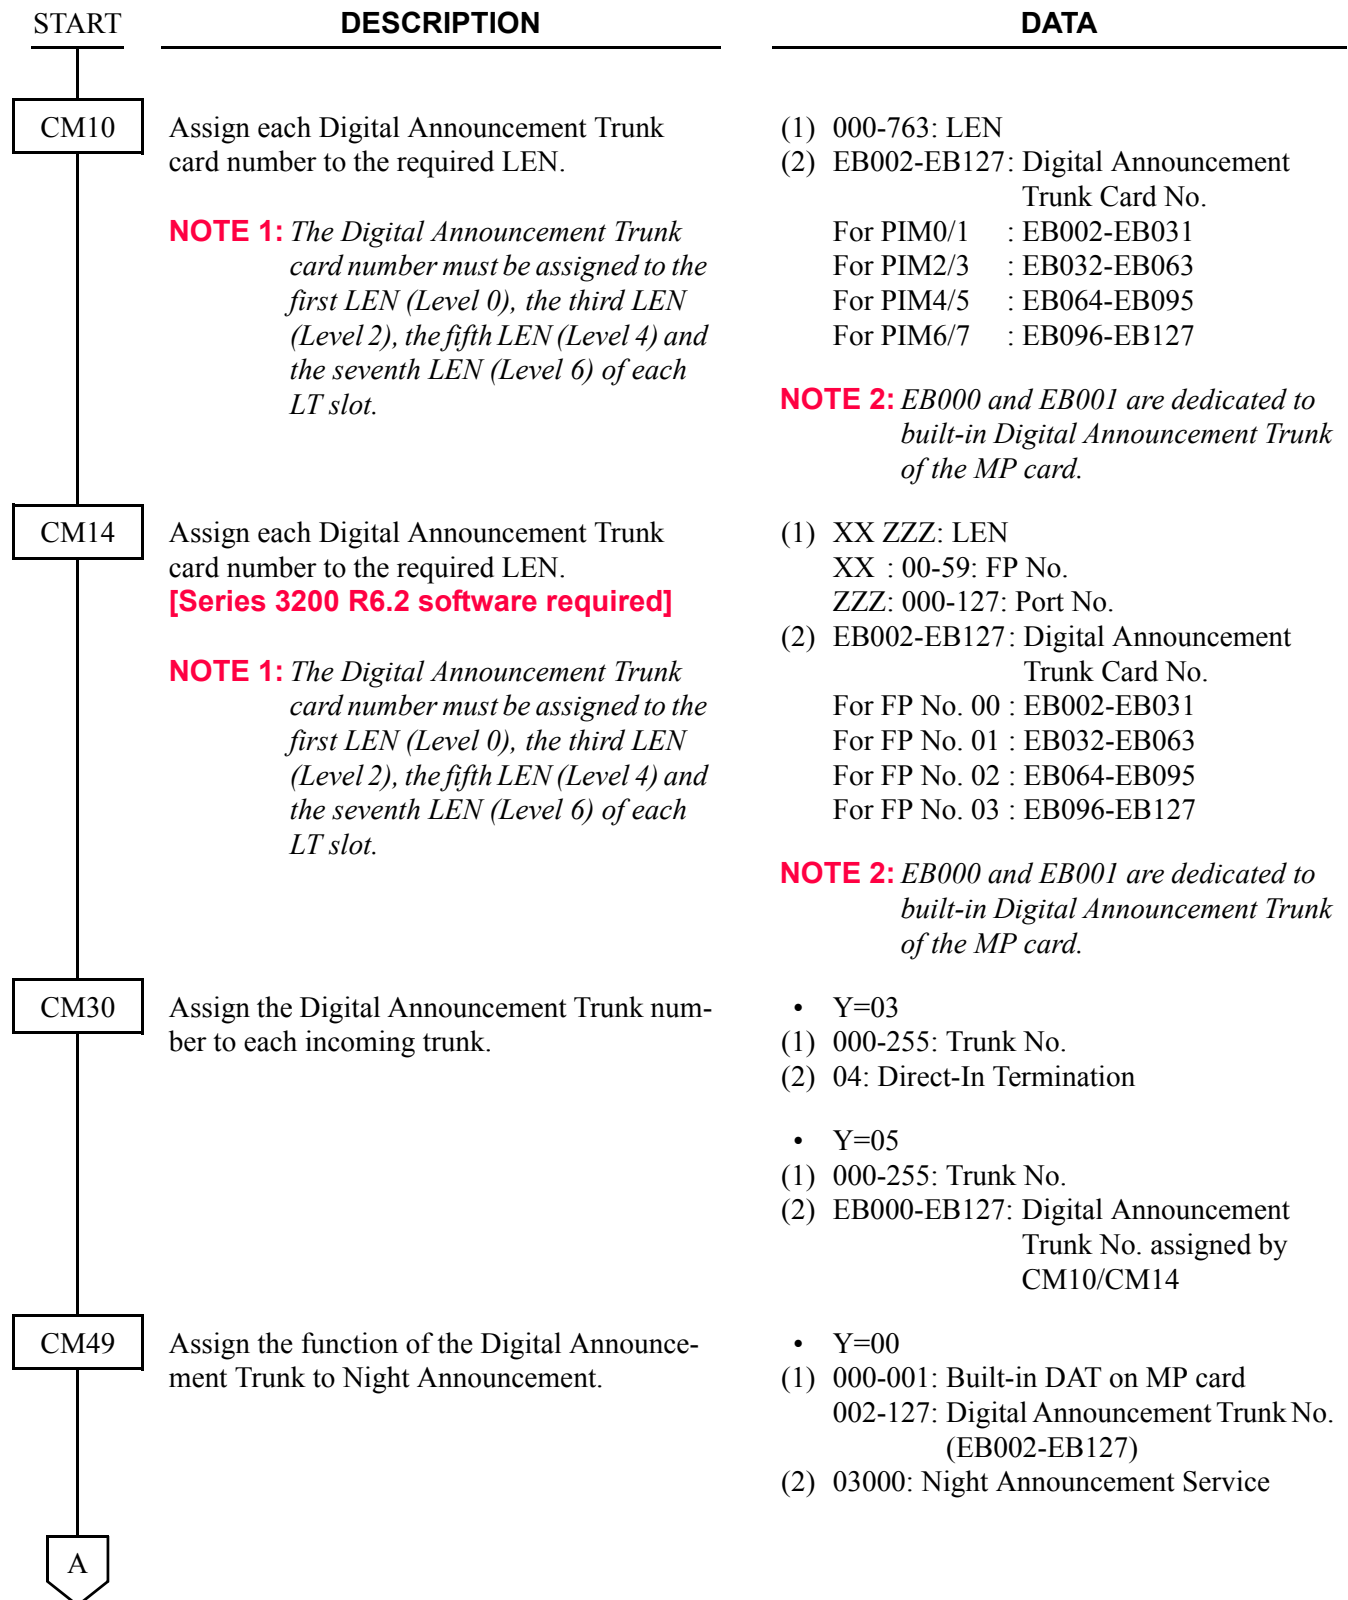 START DESCRIPTION DATA
CM10
Assign each Digital Announcement Trunk
card number to the required LEN.
NOTE 1: The Digital Announcement Trunk
card number must be assigned to the
first LEN (Level 0), the third LEN
(Level 2), the fifth LEN (Level 4) and
the seventh LEN (Level 6) of each
LT slot.
(1) 000-763: LEN
(2) EB002-EB127: Digital Announcement
Trunk Card No.
For PIM0/1 : EB002-EB031
For PIM2/3 : EB032-EB063
For PIM4/5 : EB064-EB095
For PIM6/7 : EB096-EB127
NOTE 2: EB000 and EB001 are dedicated to
built-in Digital Announcement Trunk
of the MP card.
CM14
Assign each Digital Announcement Trunk
card number to the required LEN.
[Series 3200 R6.2 software required]
NOTE 1: The Digital Announcement Trunk
card number must be assigned to the
first LEN (Level 0), the third LEN
(Level 2), the fifth LEN (Level 4) and
the seventh LEN (Level 6) of each
LT slot.
(1) XX ZZZ: LEN
XX : 00-59: FP No.
ZZZ: 000-127: Port No.
(2) EB002-EB127: Digital Announcement
Trunk Card No.
For FP No. 00 : EB002-EB031
For FP No. 01 : EB032-EB063
For FP No. 02 : EB064-EB095
For FP No. 03 : EB096-EB127
NOTE 2: EB000 and EB001 are dedicated to
built-in Digital Announcement Trunk
of the MP card.
CM30
Assign the Digital Announcement Trunk num-
ber to each incoming trunk.
• Y=03
(1) 000-255: Trunk No.
(2) 04: Direct-In Termination
• Y=05
(1) 000-255: Trunk No.
(2) EB000-EB127: Digital Announcement
Trunk No. assigned by
CM10/CM14
CM49
Assign the function of the Digital Announce-
ment Trunk to Night Announcement.
• Y=00
(1) 000-001: Built-in DAT on MP card
002-127: Digital Announcement Trunk No.
(EB002-EB127)
(2) 03000: Night Announcement Service
A